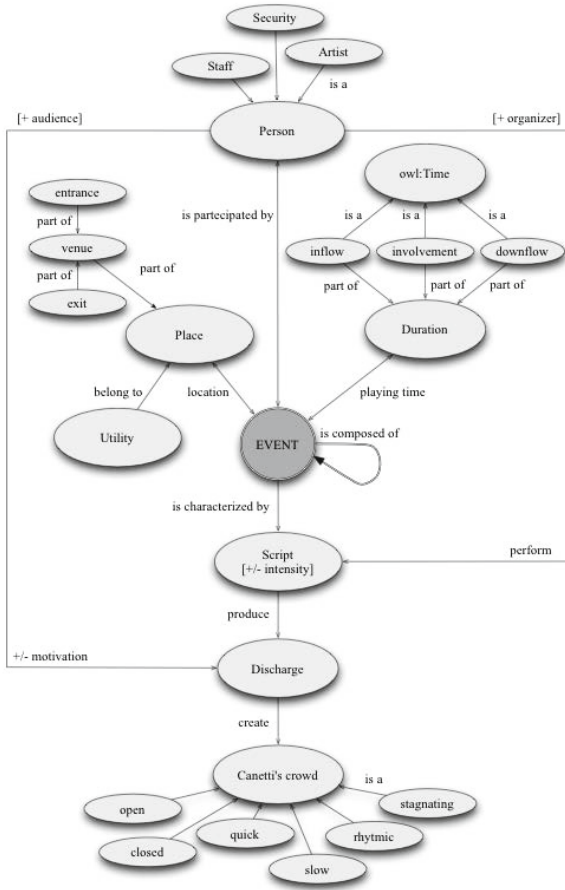 Security
Artist
Staff
is a
[+ audience]
[+ organizer]
Person
owl:Time
entrance
part of
is partecipated by
is a
is a
is a
venue
inflow
involvement
downflow
part of
part of
part of
part of
part of
exit
Place
Duration
belong to
location
playing time
Utility
EVENT
is composed of
is characterized by
Script
[+/- intensity]
perform
produce
+/- motivation
Discharge
create
Canetti's crowd
is a
open
stagnating
quick
rhytmic
closed
slow